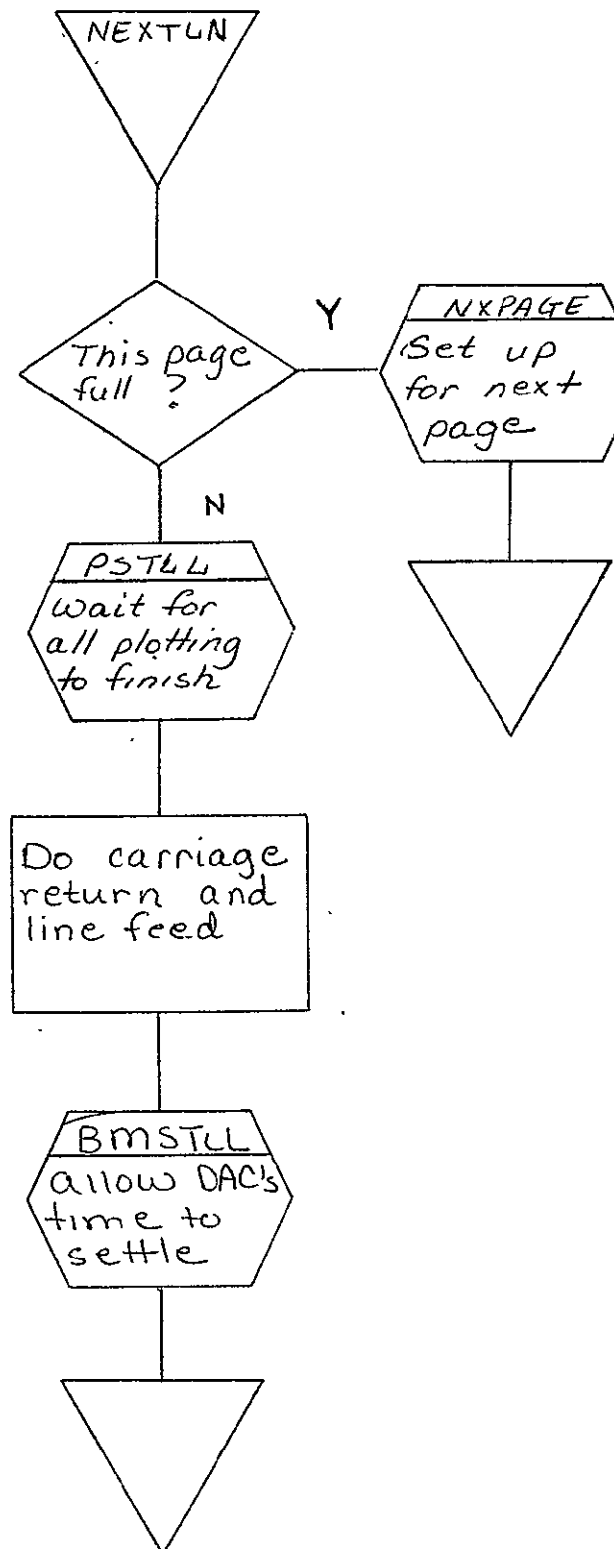 NEXTLN
This page
full ?
Y
NXPAGE
Set up
for next
page
N
PSTLL
wait for
all plotting
to finish
Do carriage
return and
line feed
BMSTLL
allow DAC's
time to
settle